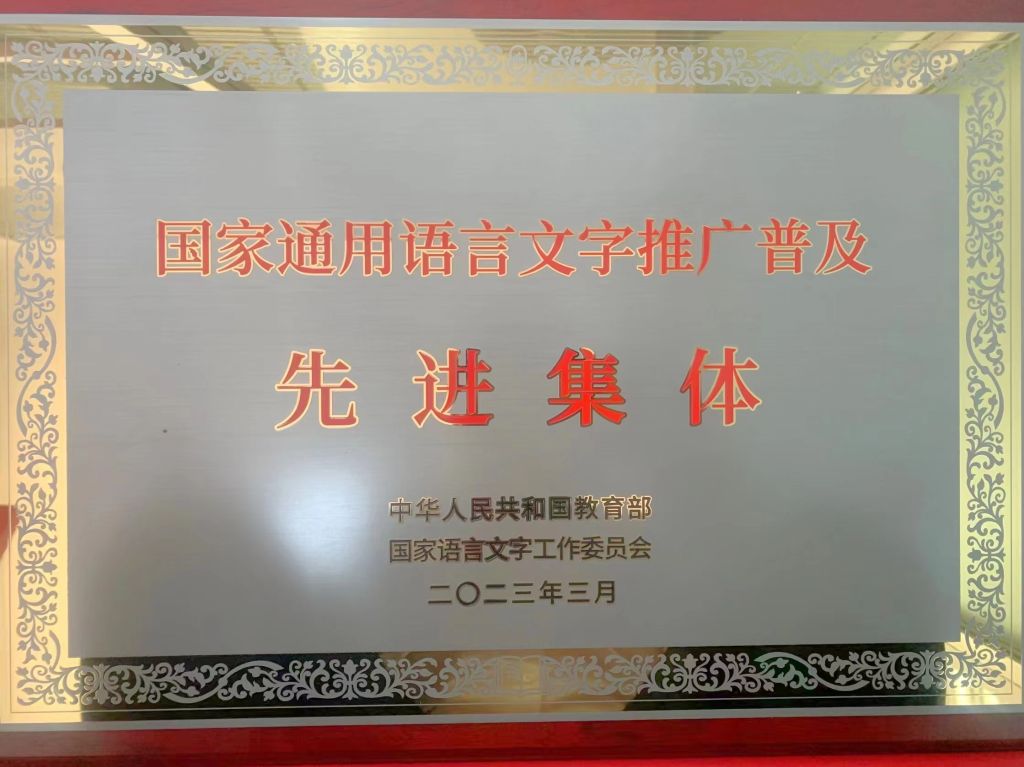 国家通用语言文字推广普及
先进集体
中华人民共和国教育部
国家语言文字工作委员会
二〇二三年三月